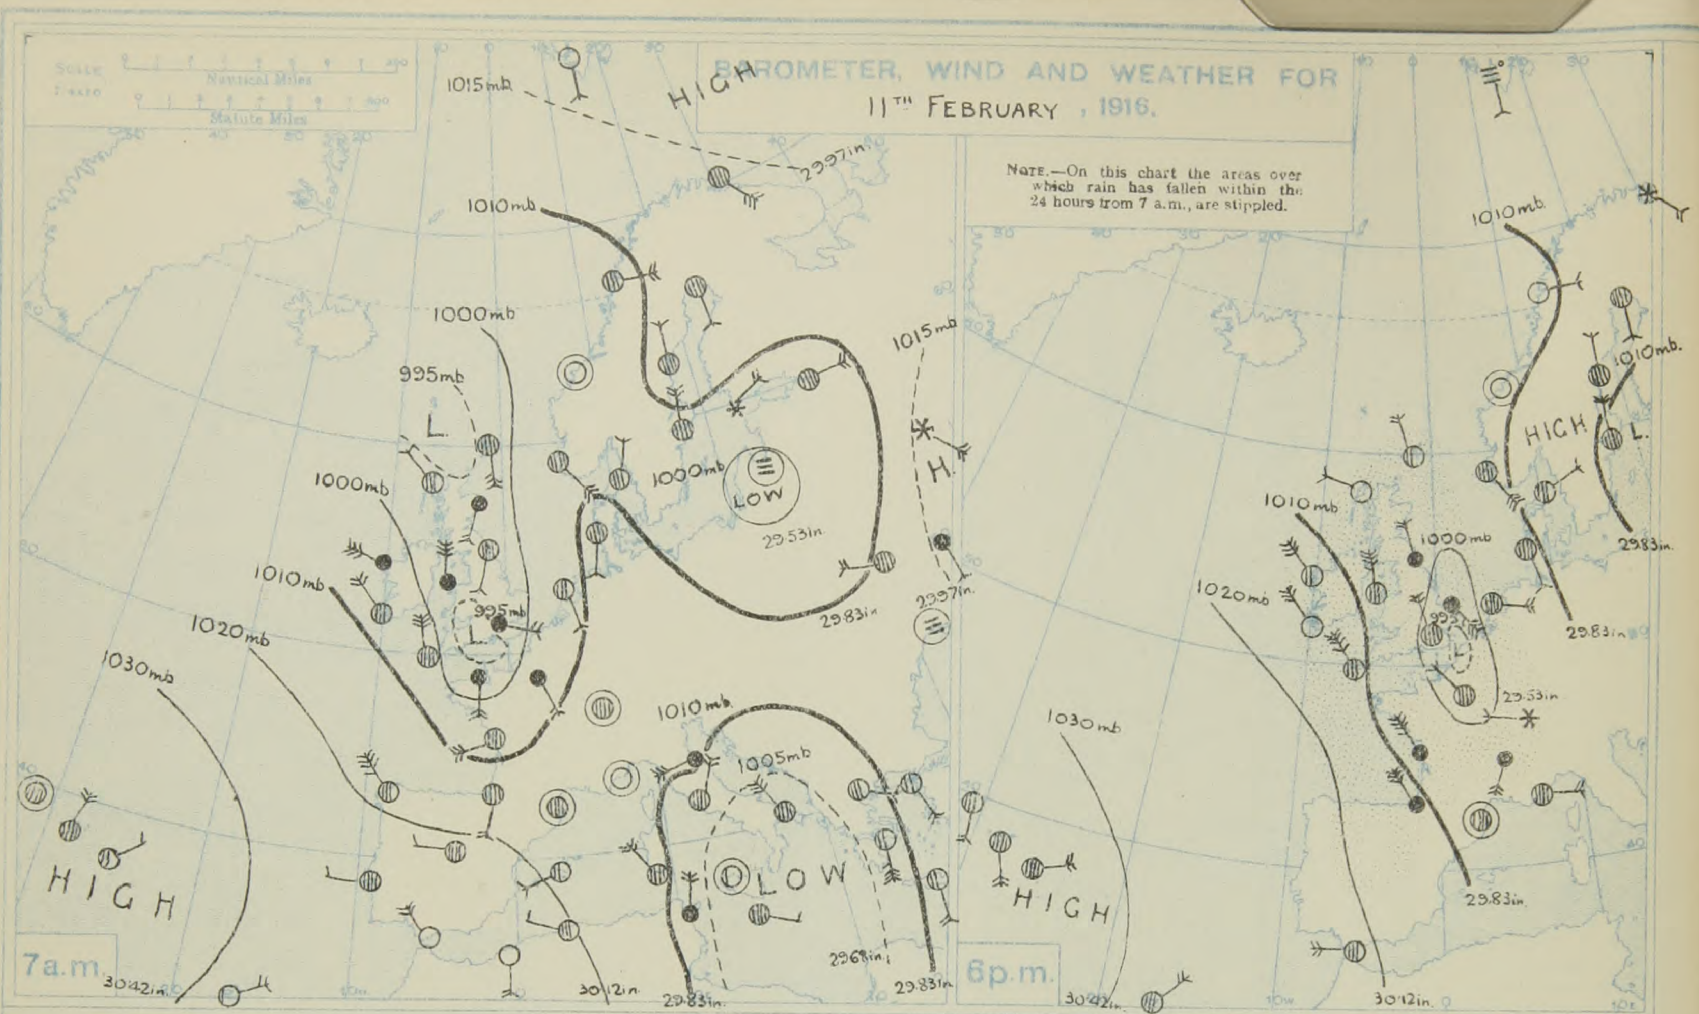 SCALE
Nautical Miles
Statute Miles
BAROMETER, WIND AND WEATHER FOR
11TH FEBRUARY , 1916.
NOTE.—On this chart the areas over
which rain has fallen within the
24 hours from 7 a.m., are stippled.
1015mb
HIGH
29.97in.
1010mb
1000mb
995mb
L.
1000mb
1010mb
1020mb
1030mb
995mb
L
1000mb
LOW
29.53in
1015mb
H.
29.97in.
29.83in
1010mb
1005mb
LOW
HIGH
7a.m.
30.42in.
30.12in.
29.83in.
29.68in.
29.83in
1010mb
1010mb.
HIGH
L.
29.83in.
1010mb
1000mb
1020mb
995
L
29.83in.
29.53in
1030mb
HIGH
29.83in
6p.m.
30.42in.
30.12in.